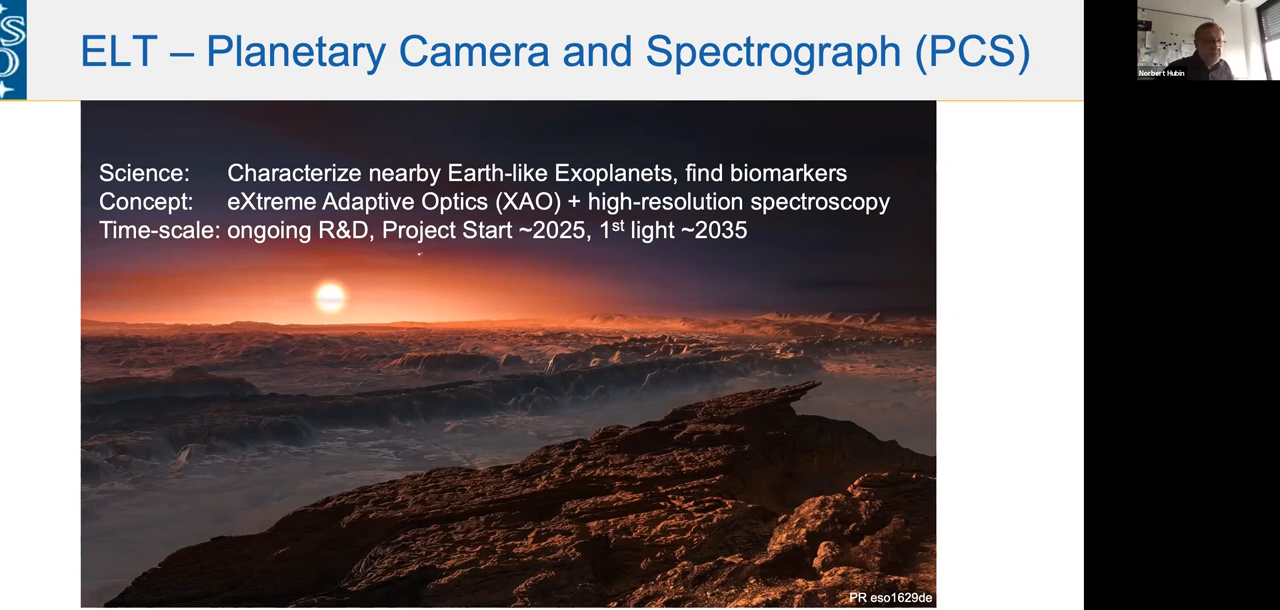 ELT – Planetary Camera and Spectrograph (PCS)
Norbert Hubin
Science: Characterize nearby Earth-like Exoplanets, find biomarkers
Concept: eXtreme Adaptive Optics (XAO) + high-resolution spectroscopy
Time-scale: ongoing R&D, Project Start ~2025, 1st light ~2035
PR eso1629de